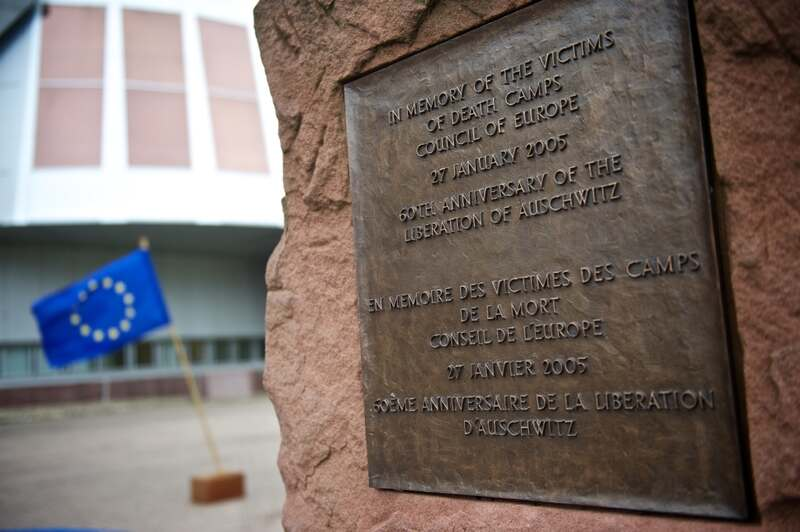 IN MEMORY OF THE VICTIMS
OF DEATH CAMPS
COUNCIL OF EUROPE
27 JANUARY 2005
60TH ANNIVERSARY OF THE
LIBERATION OF AUSCHWITZ
EN MEMOIRE DES VICTIMES DES CAMPS
DE LA MORT
CONSEIL DE L'EUROPE
27 JANVIER 2005
60ÈME ANNIVERSAIRE DE LA LIBERATION
D'AUSCHWITZ